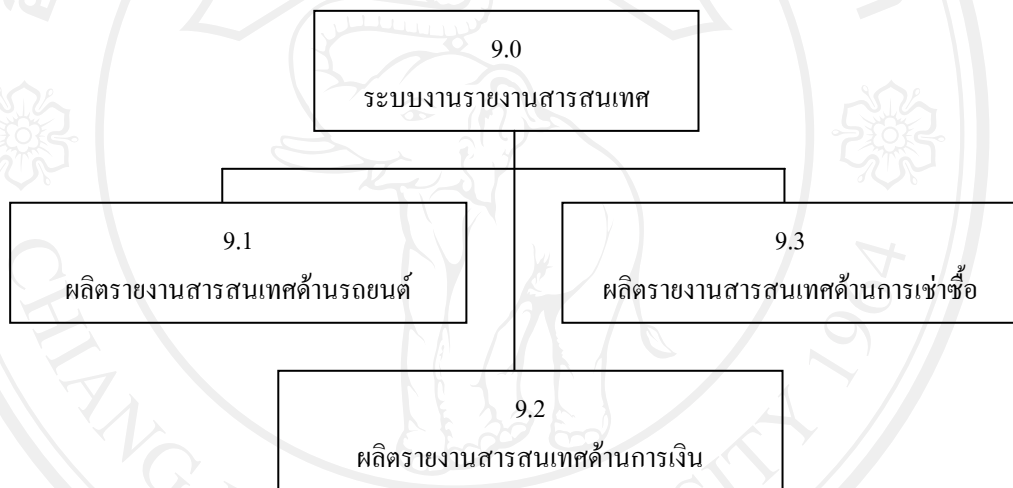 9.0
ระบบงานรายงานสารสนเทศ
9.1
ผลิตรายงานสารสนเทศด้านรถยนต์
9.3
ผลิตรายงานสารสนเทศด้านการเช่าซื้อ
9.2
ผลิตรายงานสารสนเทศด้านการเงิน